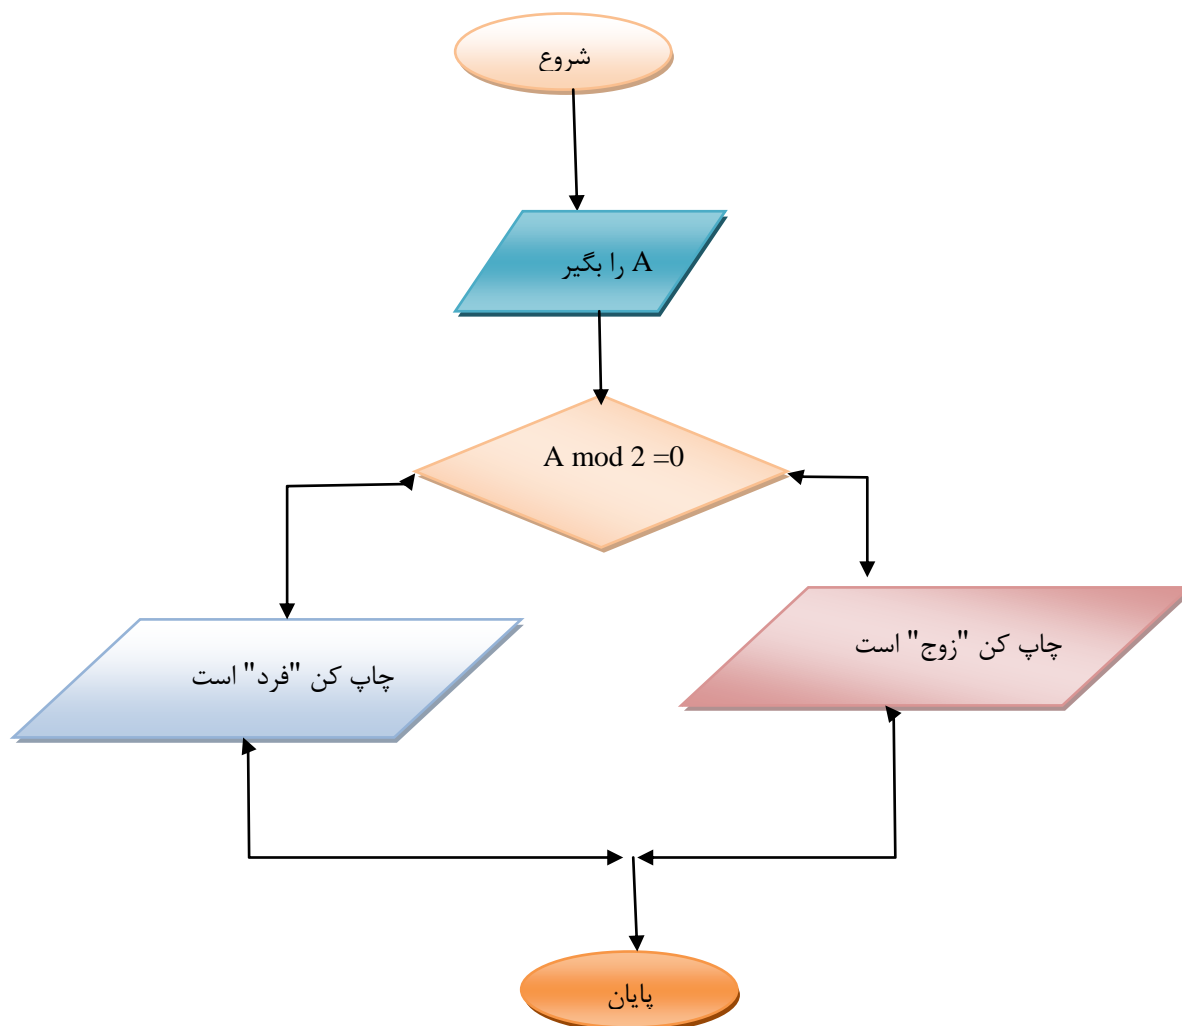 شروع
A را بگیر
A mod 2 =0
چاپ کن "زوج" است
چاپ کن "فرد" است
پایان